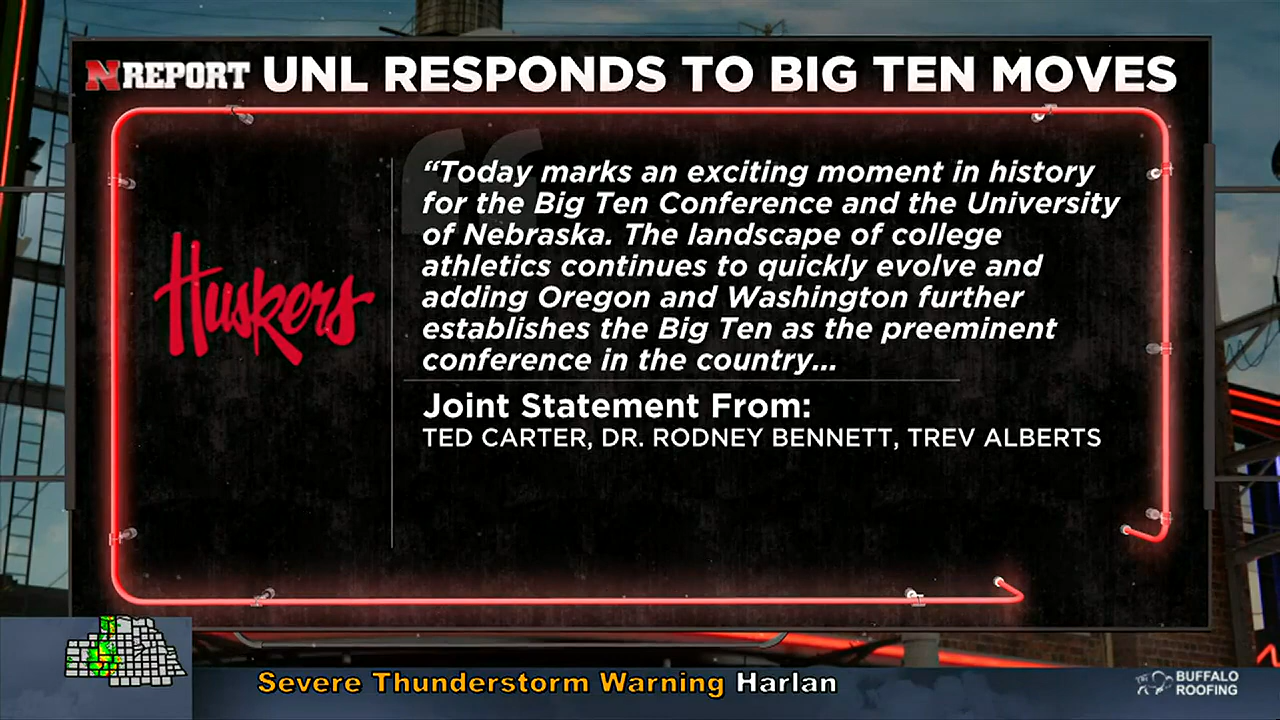 N REPORT UNL RESPONDS TO BIG TEN MOVES
Huskers
“Today marks an exciting moment in history
for the Big Ten Conference and the University
of Nebraska. The landscape of college
athletics continues to quickly evolve and
adding Oregon and Washington further
establishes the Big Ten as the preeminent
conference in the country...
Joint Statement From:
TED CARTER, DR. RODNEY BENNETT, TREV ALBERTS
Severe Thunderstorm Warning Harlan
THE BUFFALO
ROOFING